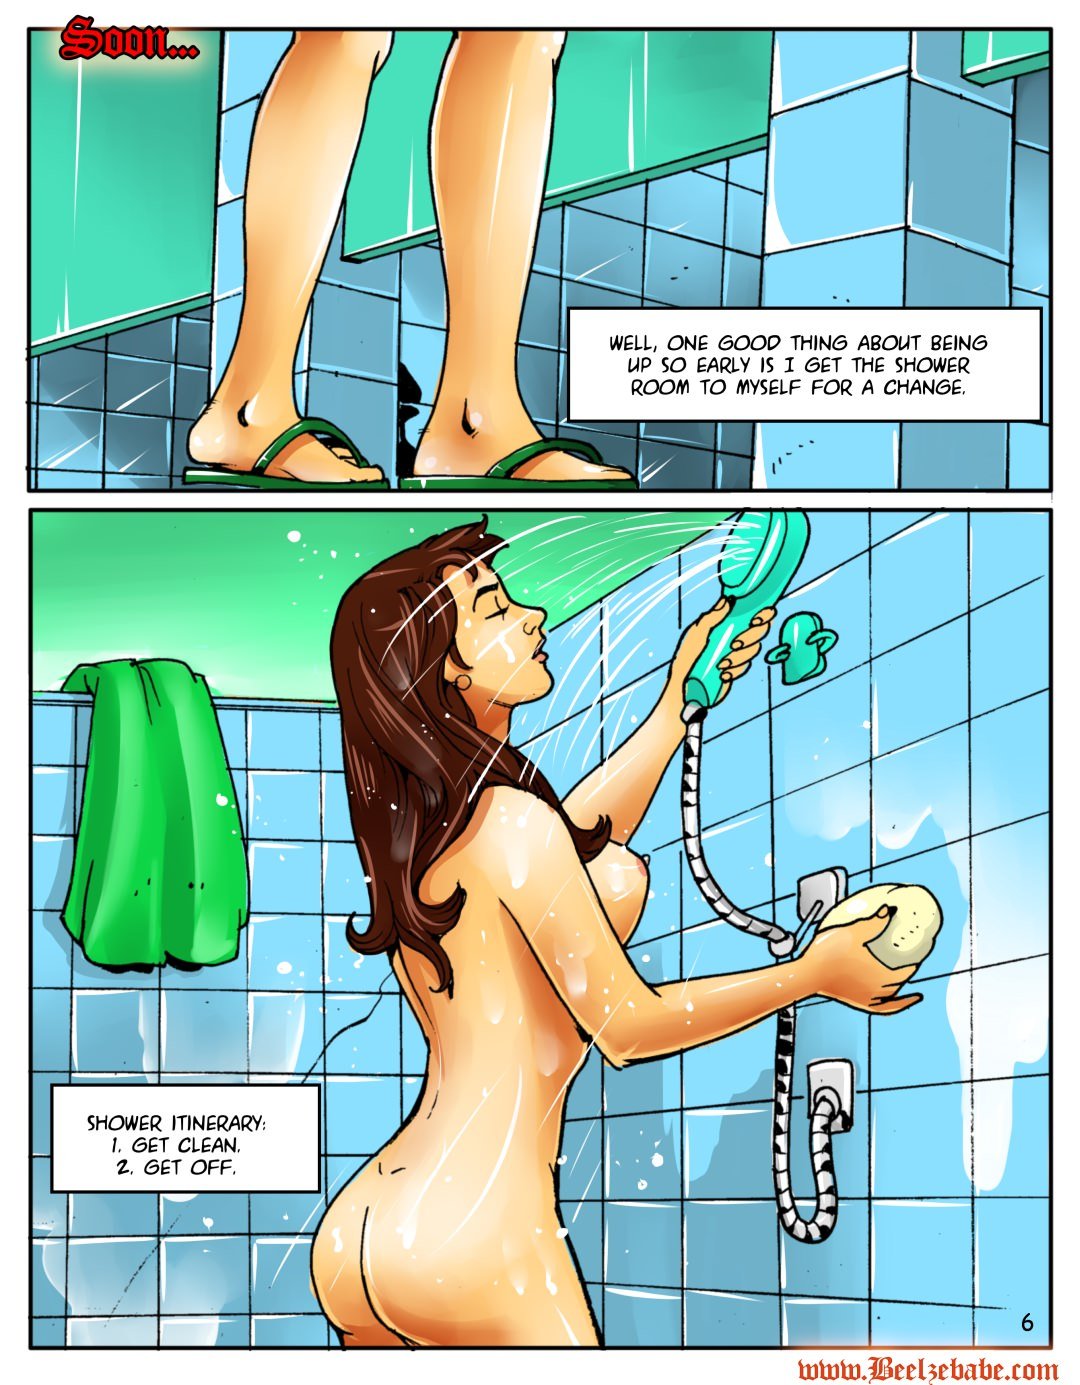 Soon...
WELL, ONE GOOD THING ABOUT BEING
UP SO EARLY IS I GET THE SHOWER
ROOM TO MYSELF FOR A CHANGE.
SHOWER ITINERARY:
1. GET CLEAN.
2. GET OFF.
6
www.Beelzebabe.com